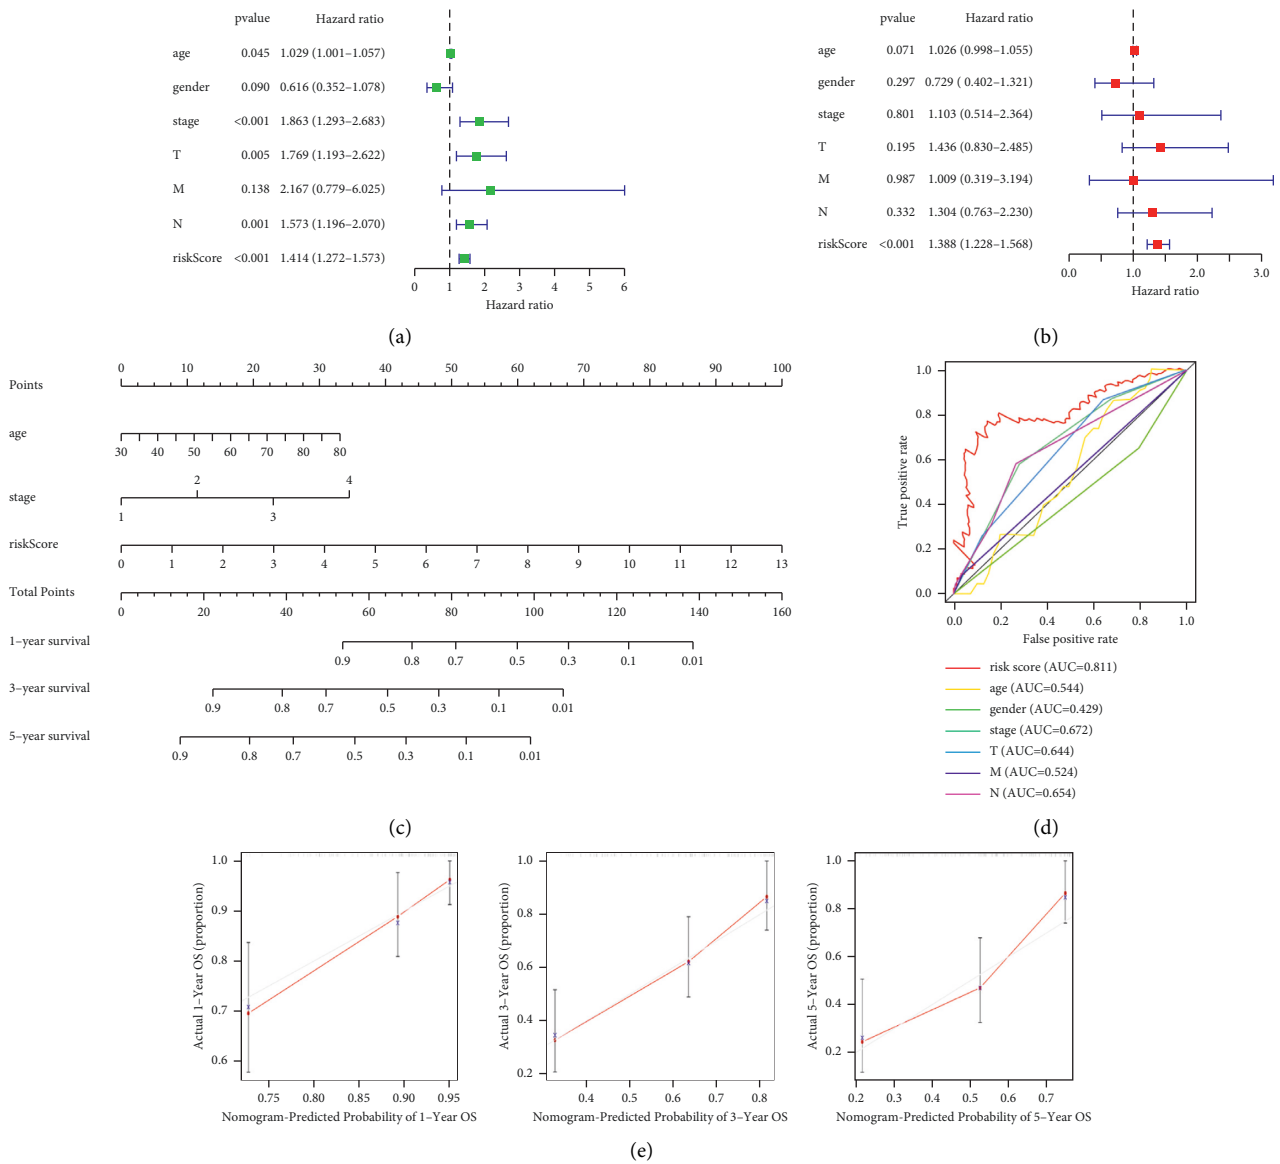 pvalue Hazard ratio
age 0.045 1.029 (1.001–1.057)
gender 0.090 0.616 (0.352–1.078)
stage <0.001 1.863 (1.293–2.683)
T 0.005 1.769 (1.193–2.622)
M 0.138 2.167 (0.779–6.025)
N 0.001 1.573 (1.196–2.070)
riskScore <0.001 1.414 (1.272–1.573)
0 1 2 3 4 5 6
Hazard ratio
(a)
pvalue Hazard ratio
age 0.071 1.026 (0.998–1.055)
gender 0.297 0.729 ( 0.402–1.321)
stage 0.801 1.103 (0.514–2.364)
T 0.195 1.436 (0.830–2.485)
M 0.987 1.009 (0.319–3.194)
N 0.332 1.304 (0.763–2.230)
riskScore <0.001 1.388 (1.228–1.568)
0.0 1.0 2.0 3.0
Hazard ratio
(b)
0 10 20 30 40 50 60 70 80 90 100
Points
age
30 40 50 60 70 80 90 80
2 4
stage
1 3
riskScore
0 1 2 3 4 5 6 7 8 9 10 11 12 13
Total Points
0 20 40 60 80 100 120 140 160
1–year survival
0.9 0.8 0.7 0.5 0.3 0.1 0.01
3–year survival
0.9 0.8 0.7 0.5 0.3 0.1 0.01
5–year survival
0.9 0.8 0.7 0.5 0.3 0.1 0.01
(c)
True positive rate
1.0
0.8
0.6
0.4
0.2
0.0
0.0 0.2 0.4 0.6 0.8 1.0
False positive rate
risk score (AUC=0.811)
age (AUC=0.544)
gender (AUC=0.429)
stage (AUC=0.672)
T (AUC=0.644)
M (AUC=0.524)
N (AUC=0.654)
(d)
Actual 1–Year OS (proportion)
1.0
0.9
0.8
0.7
0.6
0.75 0.80 0.85 0.90 0.95
Nomogram-Predicted Probability of 1–Year OS
Actual 3–Year OS (proportion)
1.0
0.8
0.6
0.4
0.2
0.4 0.5 0.6 0.7 0.8
Nomogram-Predicted Probability of 3–Year OS
Actual 5–Year OS (proportion)
1.0
0.8
0.6
0.4
0.2
0.2 0.3 0.4 0.5 0.6 0.7
Nomogram-Predicted Probability of 5–Year OS
(e)